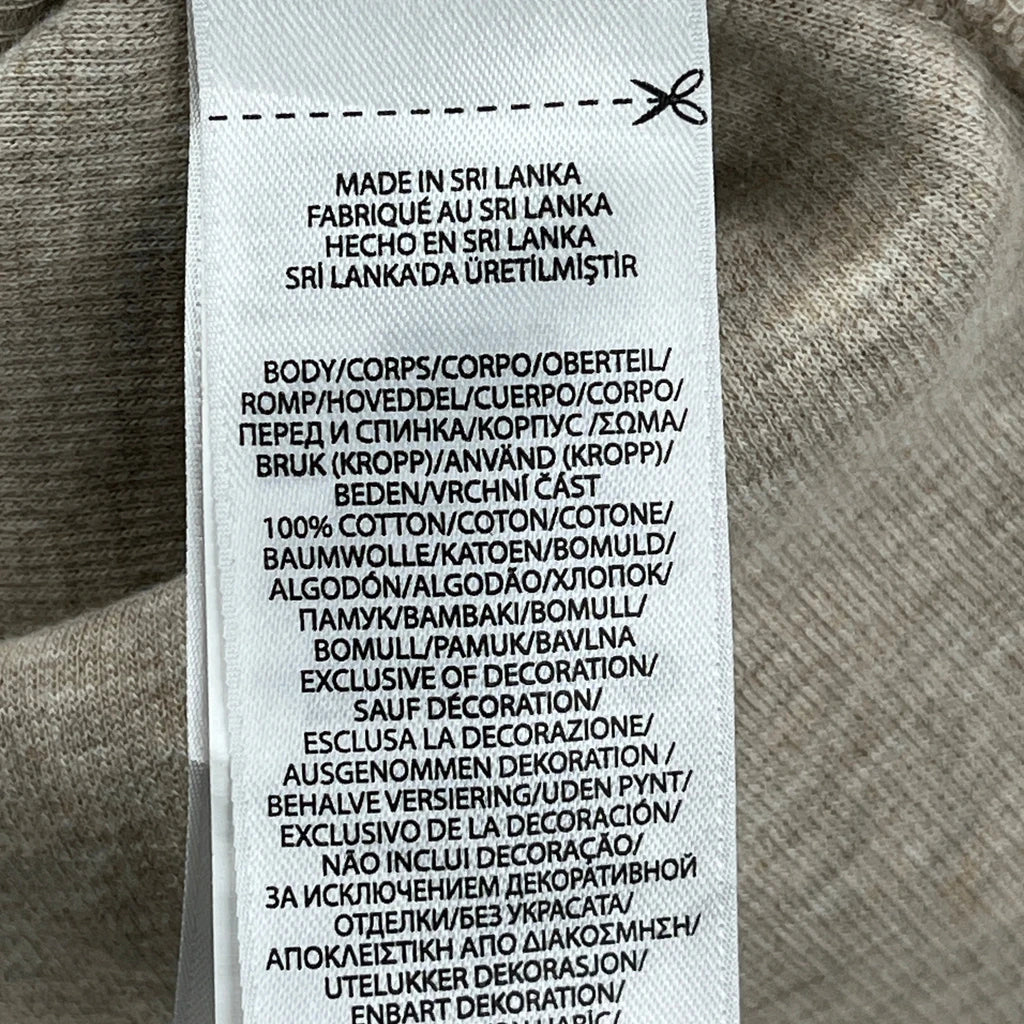 MADE IN SRI LANKA
FABRIQUÉ AU SRI LANKA
HECHO EN SRI LANKA
SRİ LANKA'DA ÜRETİLMİŞTİR
BODY/CORPS/CORPO/OBERTEIL/
ROMP/HOVEDDEL/CUERPO/CORPO/
ПЕРЕД И СПИНКА/КОРПУС /ΣΩΜΑ/
BRUK (KROPP)/ANVÄND (KROPP)/
BEDEN/VRCHNÍ ČÁST
100% COTTON/COTON/COTONE/
BAUMWOLLE/KATOEN/BOMULD/
ALGODÓN/ALGODÃO/ХЛОПОК/
ПАМУК/ΒΑΜΒΑΚΙ/BOMULL/
BOMULL/PAMUK/BAVLNA
EXCLUSIVE OF DECORATION/
SAUF DÉCORATION/
ESCLUSA LA DECORAZIONE/
AUSGENOMMEN DEKORATION /
BEHALVE VERSIERING/UDEN PYNT/
EXCLUSIVO DE LA DECORACIÓN/
NÃO INCLUI DECORAÇÃO/
ЗА ИСКЛЮЧЕНИЕМ ДЕКОРАТИВНОЙ
ОТДЕЛКИ/БЕЗ УКРАСАТА/
ΑΠΟΚΛΕΙΣΤΙΚΗ ΑΠΟ ΔΙΑΚΟΣΜΗΣΗ/
UTELUKKER DEKORASJON/
ENBART DEKORATION/